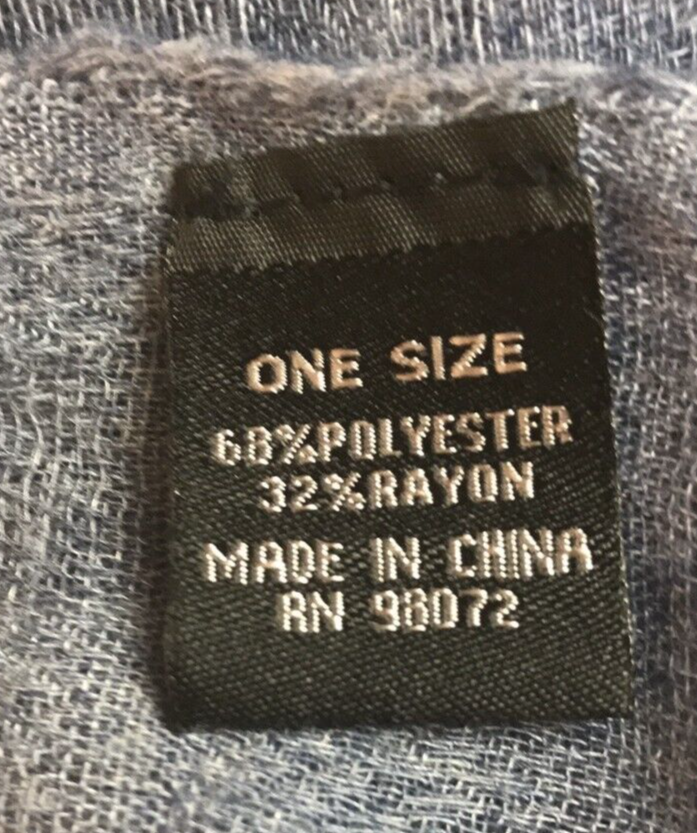 ONE SIZE
68%POLYESTER
32%RAYON
MADE IN CHINA
RN 98072